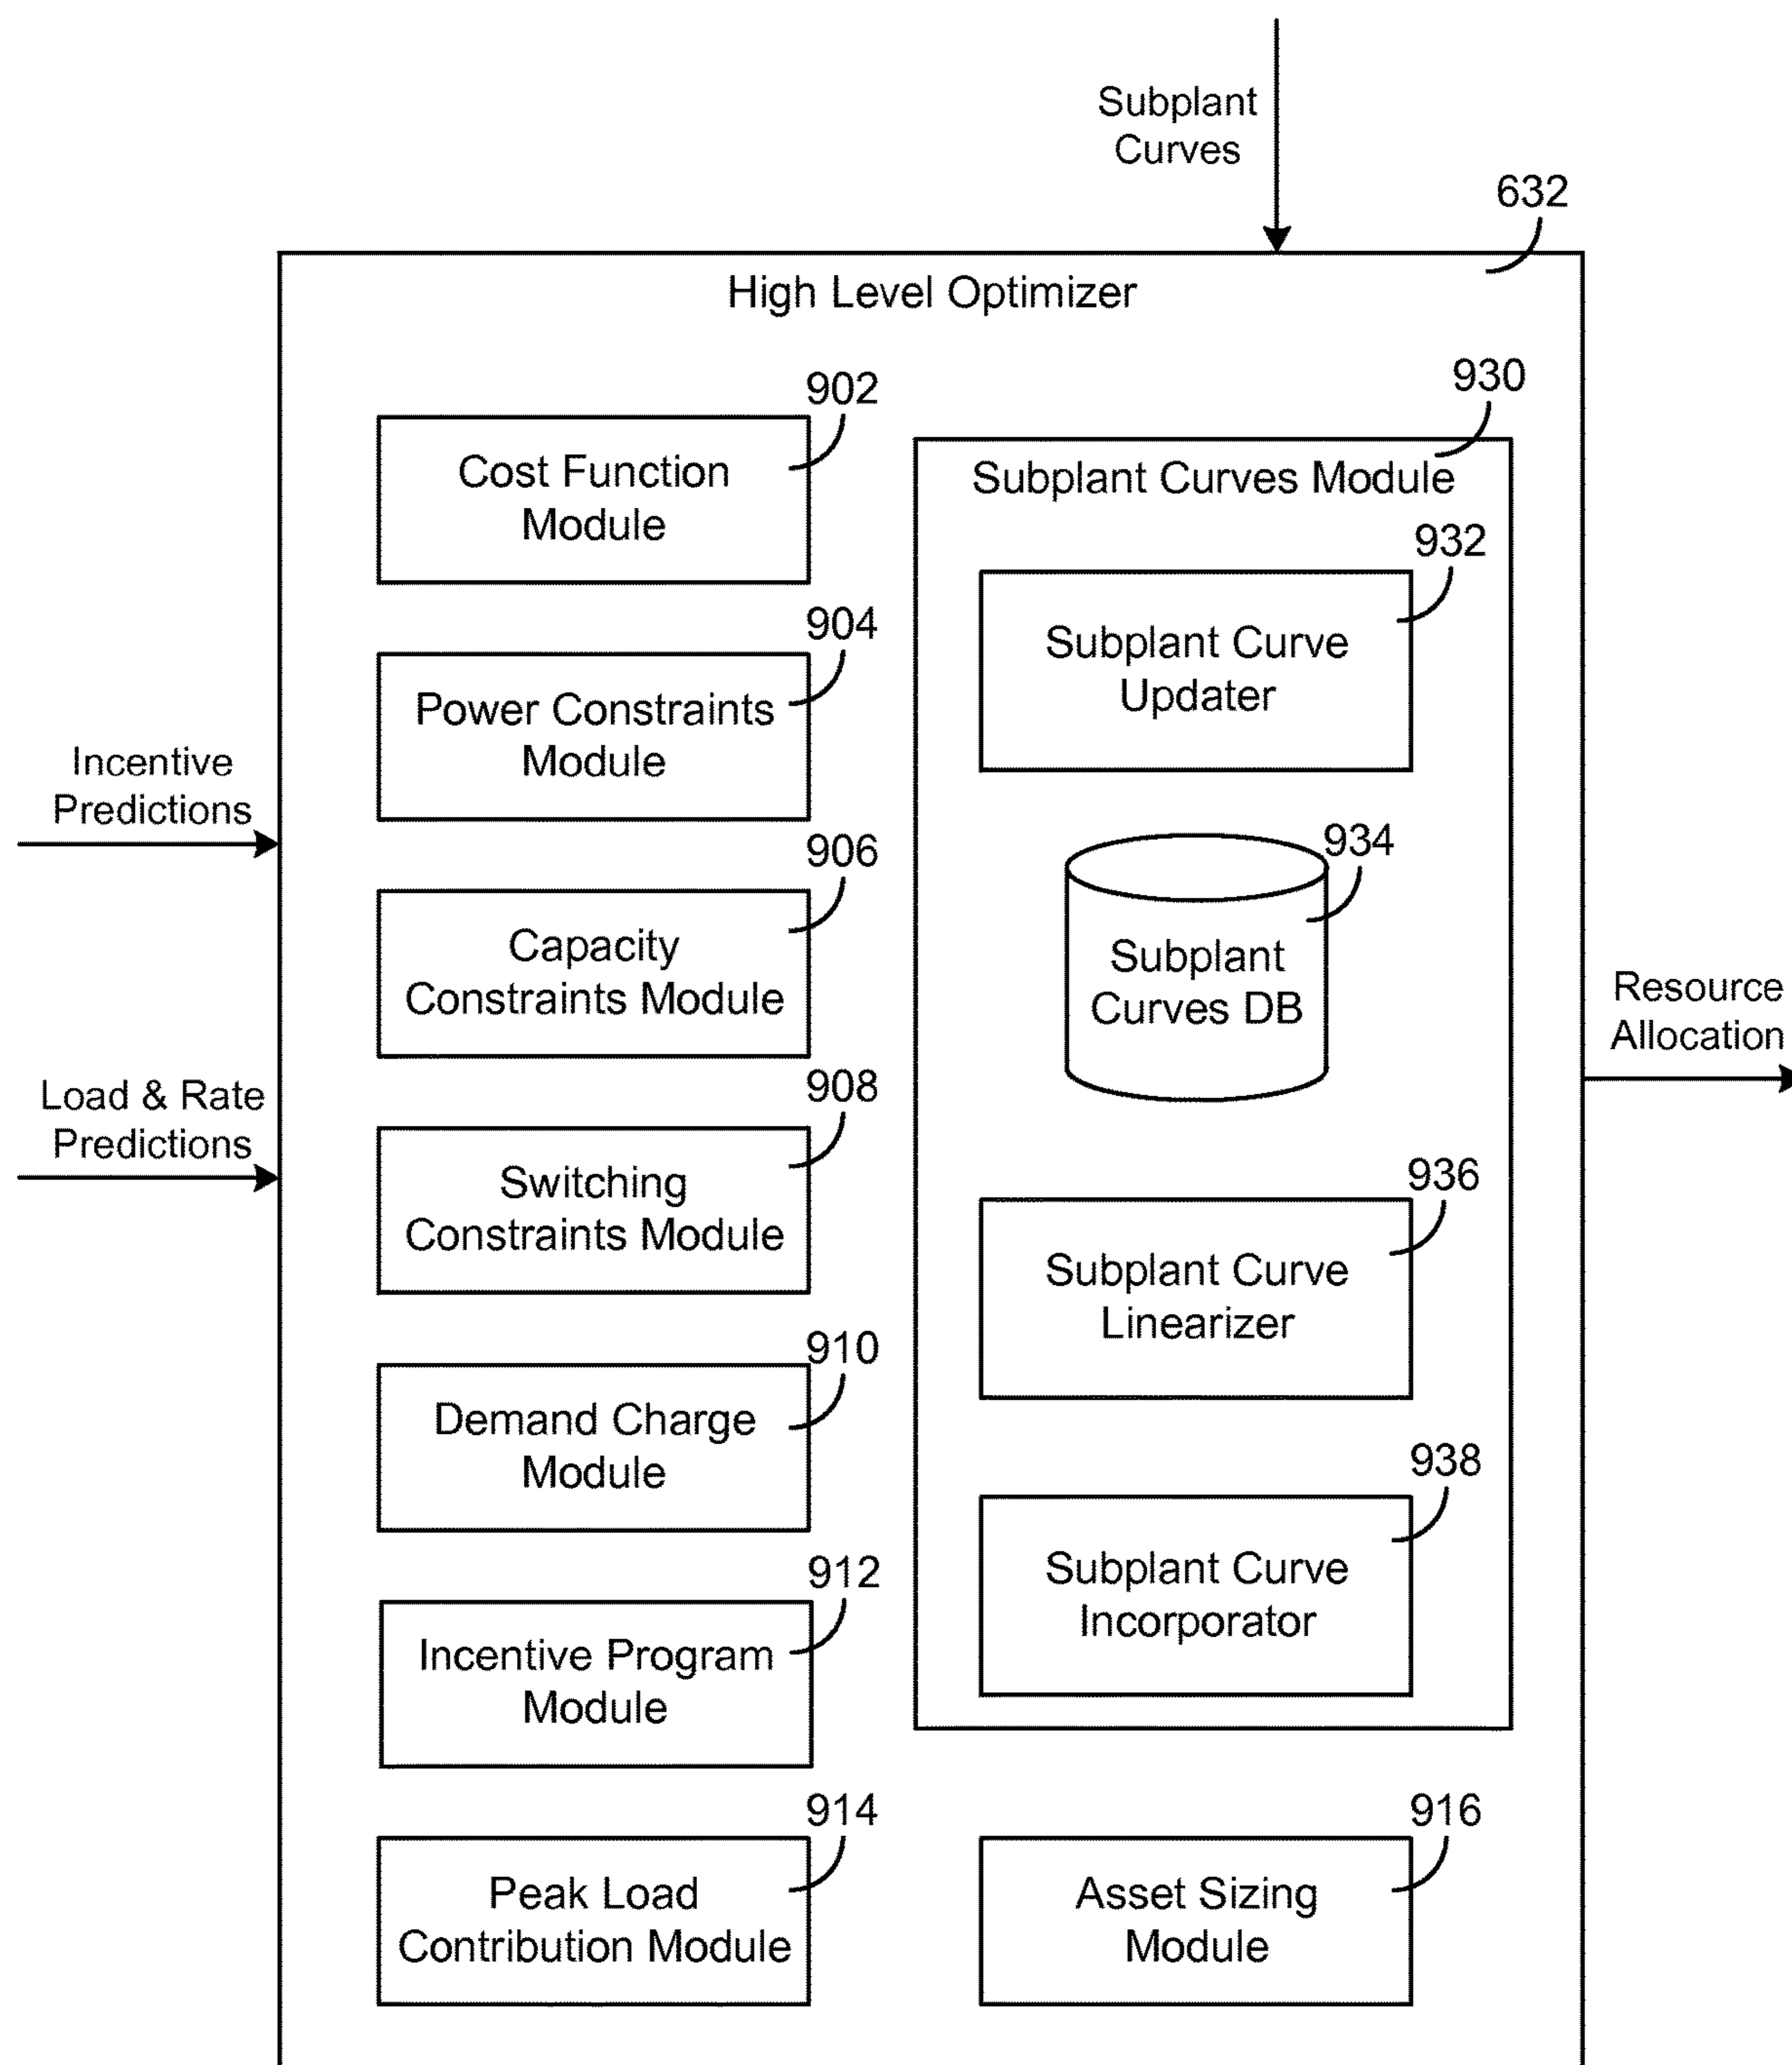 Subplant
Curves
632
High Level Optimizer
902
Cost Function
Module
904
Power Constraints
Module
906
Capacity
Constraints Module
908
Switching
Constraints Module
910
Demand Charge
Module
912
Incentive Program
Module
914
Peak Load
Contribution Module
930
Subplant Curves Module
932
Subplant Curve
Updater
934
Subplant
Curves DB
936
Subplant Curve
Linearizer
938
Subplant Curve
Incorporator
916
Asset Sizing
Module
Incentive
Predictions
Load & Rate
Predictions
Resource
Allocation